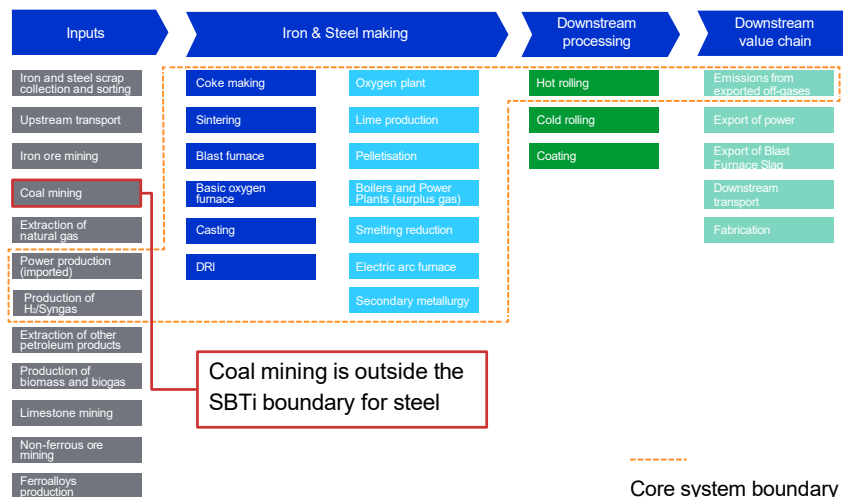 Inputs
Iron & Steel making
Downstream
processing
Downstream
value chain
Iron and steel scrap
collection and sorting
Upstream transport
Iron ore mining
Coal mining
Extraction of
natural gas
Power production
(imported)
Production of
H₂/Syngas
Extraction of other
petroleum products
Production of
biomass and biogas
Limestone mining
Non-ferrous ore
mining
Ferroalloys
production
Coke making
Sintering
Blast furnace
Basic oxygen
furnace
Casting
DRI
Oxygen plant
Lime production
Pelletisation
Boilers and Power
Plants (surplus gas)
Smelting reduction
Electric arc furnace
Secondary metallurgy
Hot rolling
Cold rolling
Coating
Emissions from
exported off-gases
Export of power
Export of Blast
Furnace Slag
Downstream
transport
Fabrication
Coal mining is outside the
SBTi boundary for steel
Core system boundary